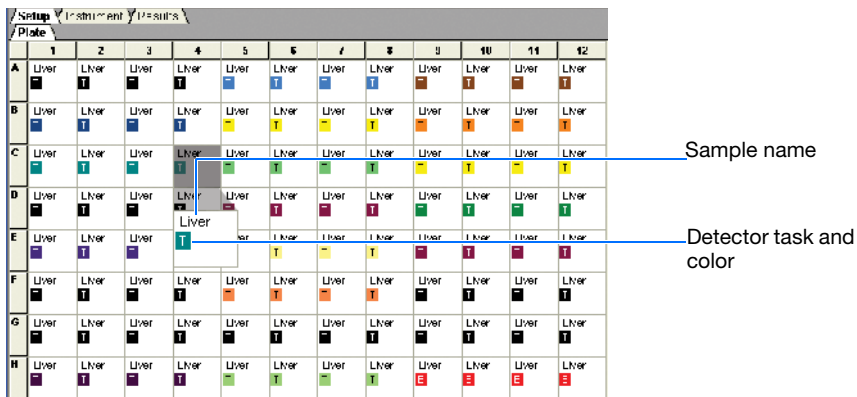 Setup Instrument Results
Plate
1 2 3 4 5 6 7 8 9 10 11 12
A Liver Liver Liver Liver Liver Liver Liver Liver Liver Liver Liver Liver
T T T T T T
B Liver Liver Liver Liver Liver Liver Liver Liver Liver Liver Liver Liver
T T T T T T
C Liver Liver Liver Liver Liver Liver Liver Liver Liver Liver Liver Liver
T T T T T T
D Liver Liver Liver Liver Liver Liver Liver Liver Liver Liver Liver Liver
T T T T T
Liver
T
E Liver Liver Liver Liver Liver Liver Liver Liver Liver Liver
T T T T T
F Liver Liver Liver Liver Liver Liver Liver Liver Liver Liver Liver Liver
T T T T T T
G Liver Liver Liver Liver Liver Liver Liver Liver Liver Liver Liver Liver
T T T T T T
H Liver Liver Liver Liver Liver Liver Liver Liver Liver Liver Liver Liver
T T T T E E E E
Sample name
Detector task and
color